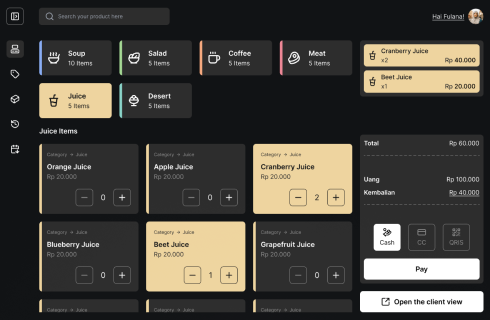 Search your product here
Hai Fulana!
Soup
10 Items
Salad
5 Items
Coffee
5 Items
Meat
5 Items
Juice
5 Items
Desert
5 Items
Juice Items
Category → Juice
Orange Juice
Rp 20.000
0
Category → Juice
Apple Juice
Rp 20.000
0
Category → Juice
Cranberry Juice
Rp 20.000
2
Category → Juice
Blueberry Juice
Rp 20.000
0
Category → Juice
Beet Juice
Rp 20.000
1
Category → Juice
Grapefruit Juice
Rp 20.000
0
Category → Juice
Category → Juice
Category → Juice
Cranberry Juice
x2 Rp 40.000
Beet Juice
x1 Rp 20.000
Total Rp 60.000
Uang Rp 100.000
Kembalian Rp 40.000
Cash
CC
QRIS
Pay
Open the client view